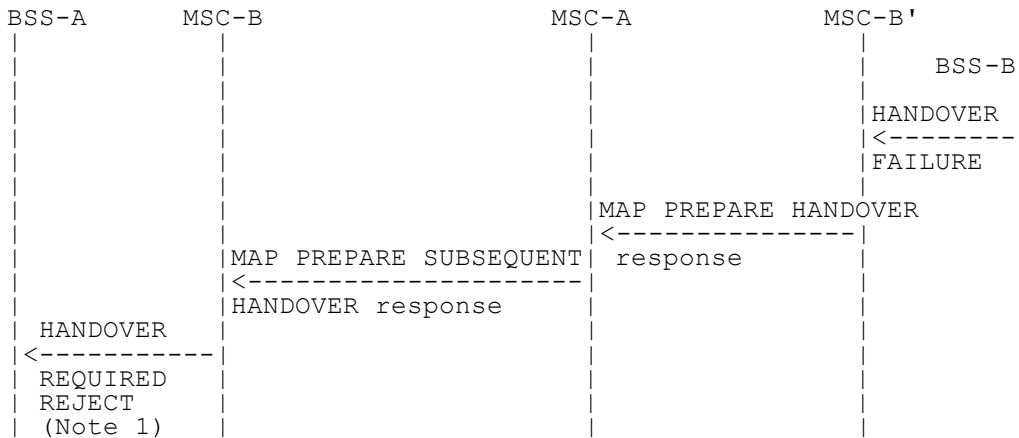 BSS-A MSC-B MSC-A MSC-B'
BSS-B
HANDOVER
FAILURE
MAP PREPARE HANDOVER
MAP PREPARE SUBSEQUENT response
HANDOVER response
HANDOVER
REQUIRED
REJECT
(Note 1)